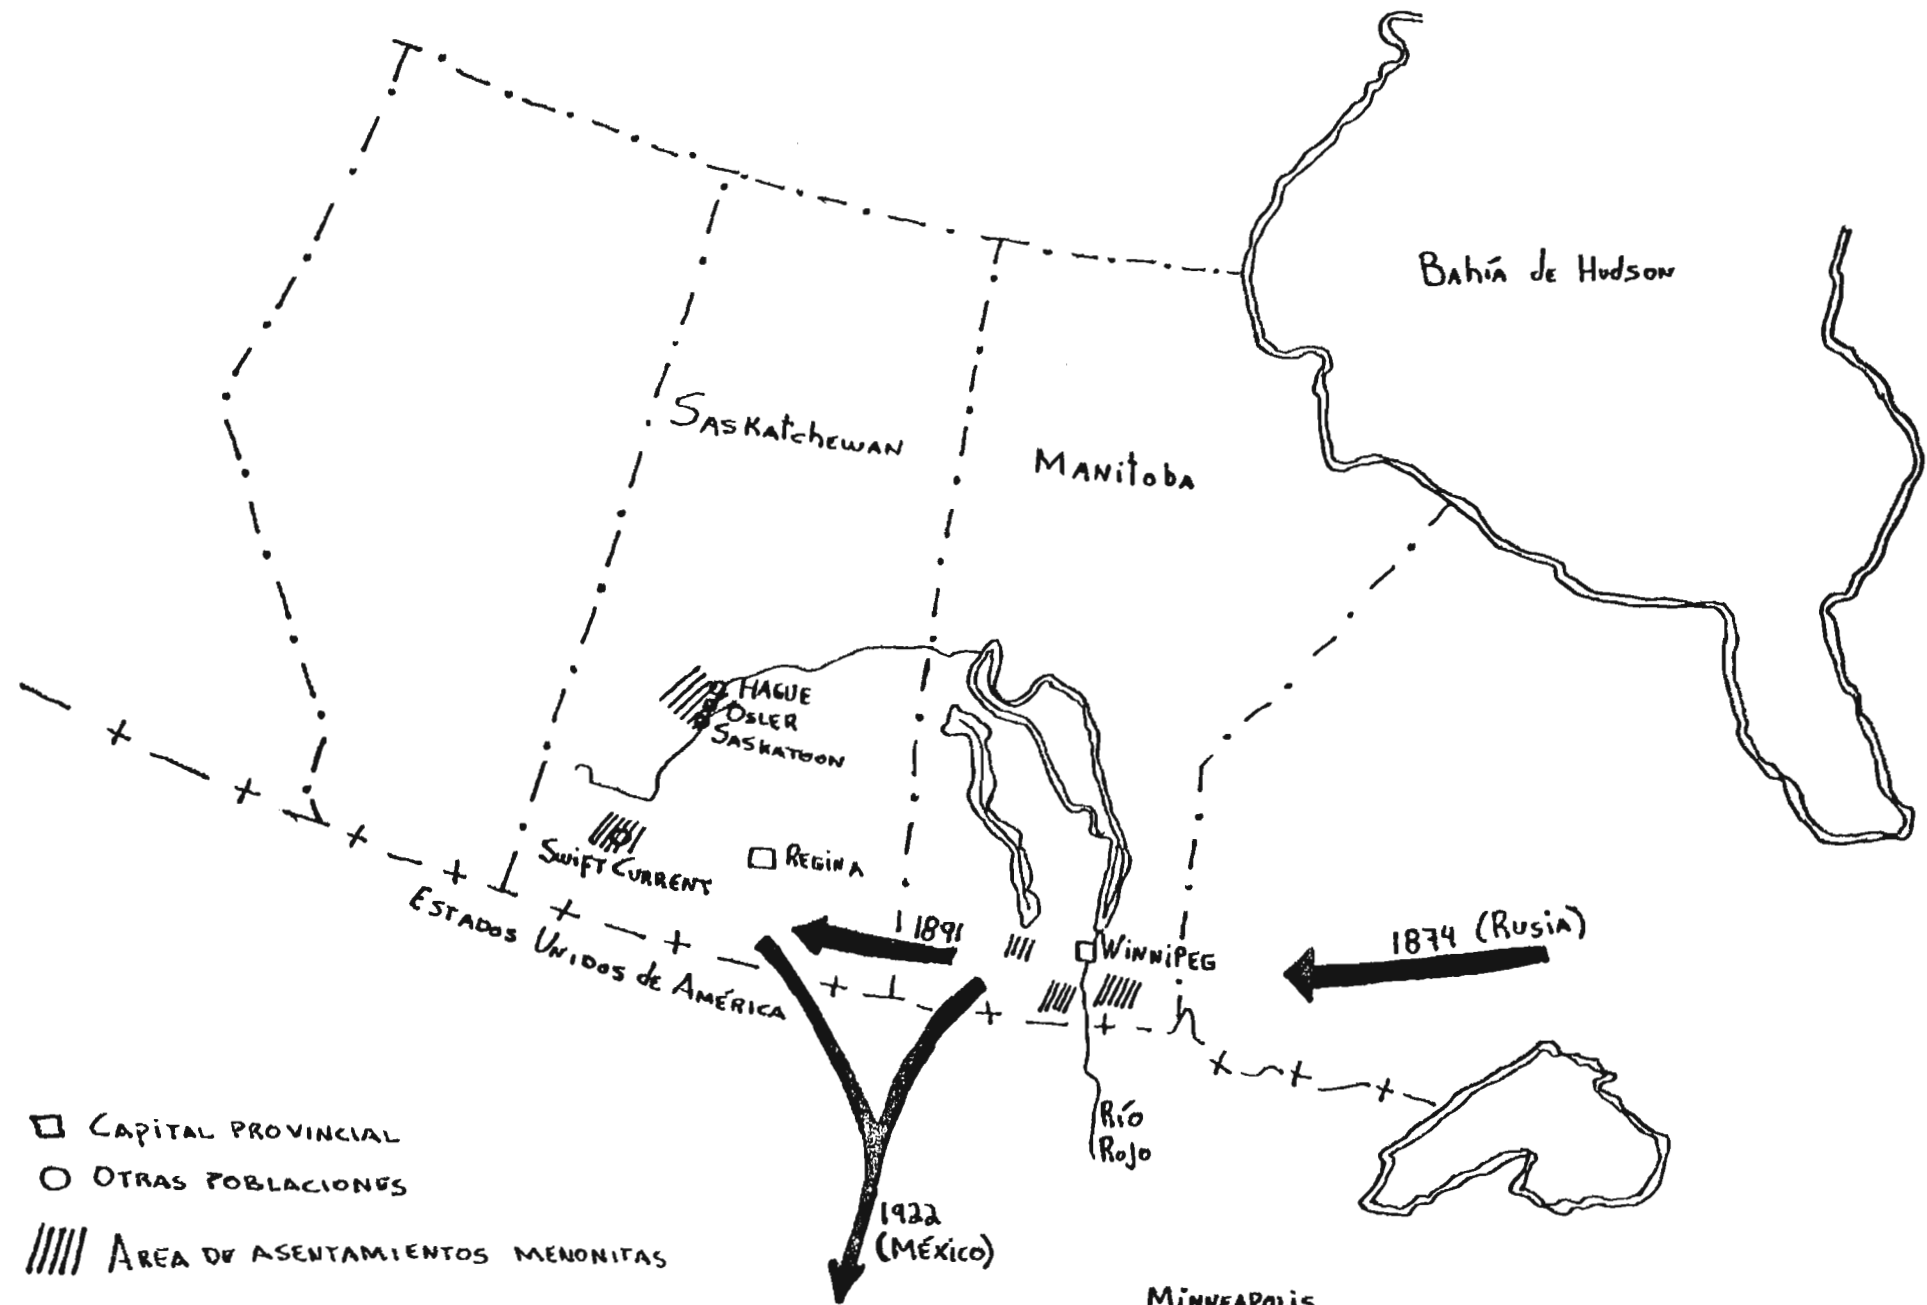 Bahía de Hudson
Saskatchewan
Manitoba
Hague
Osler
Saskatoon
Swift Current
Regina
1891
Winnipeg
1874 (Rusia)
Estados Unidos de América
Río
Rojo
1922
(México)
Capital provincial
Otras poblaciones
Area de asentamientos menonitas
Minneapolis